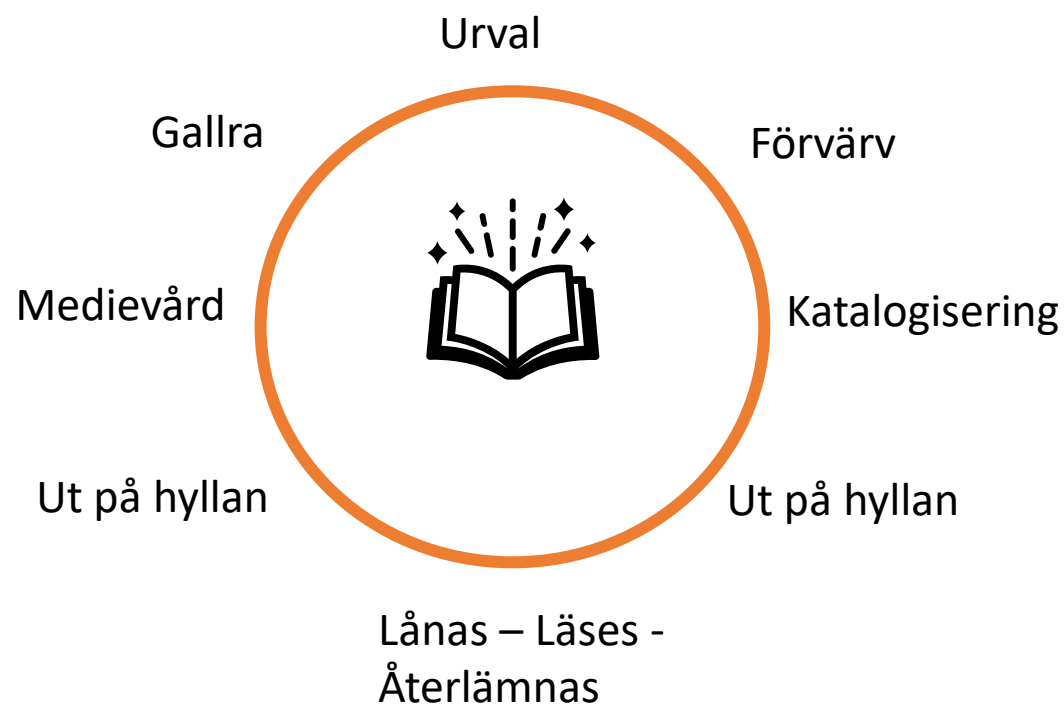 Urval
Gallra
Förvärv
Medievård
Katalogisering
Ut på hyllan
Ut på hyllan
Lånas – Läses -
Återlämnas